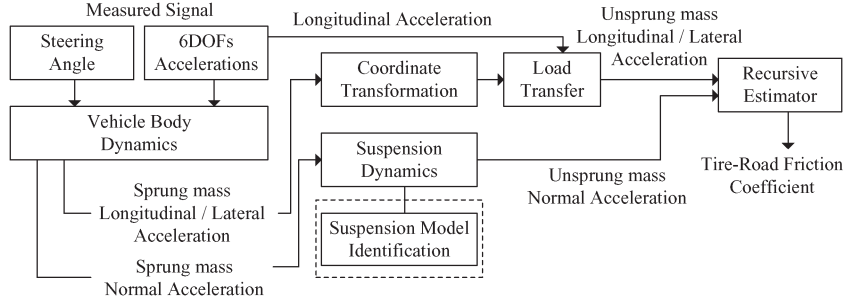 Measured Signal
Steering
Angle
6DOFs
Accelerations
Longitudinal Acceleration
Coordinate
Transformation
Load
Transfer
Unsprung mass
Longitudinal / Lateral
Acceleration
Recursive
Estimator
Vehicle Body
Dynamics
Suspension
Dynamics
Unsprung mass
Normal Acceleration
Tire-Road Friction
Coefficient
Sprung mass
Longitudinal / Lateral
Acceleration
Suspension Model
Identification
Sprung mass
Normal Acceleration